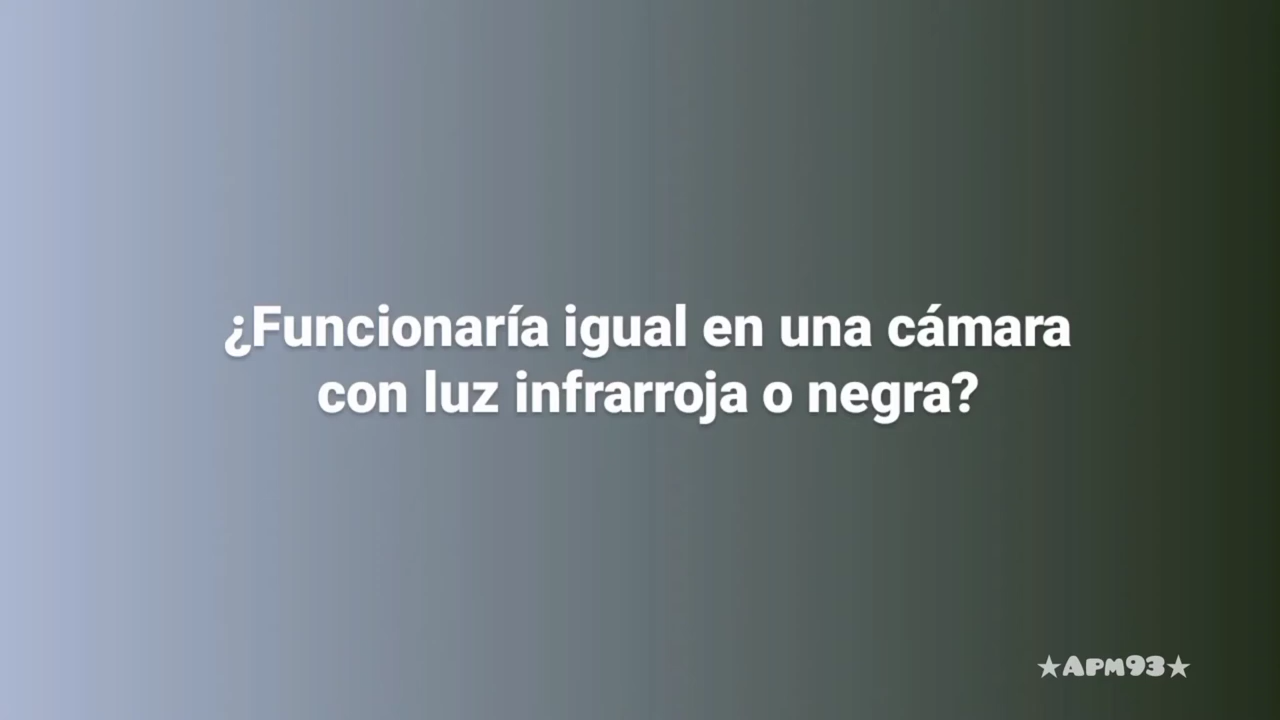 ¿Funcionaría igual en una cámara
con luz infrarroja o negra?
★APM93★